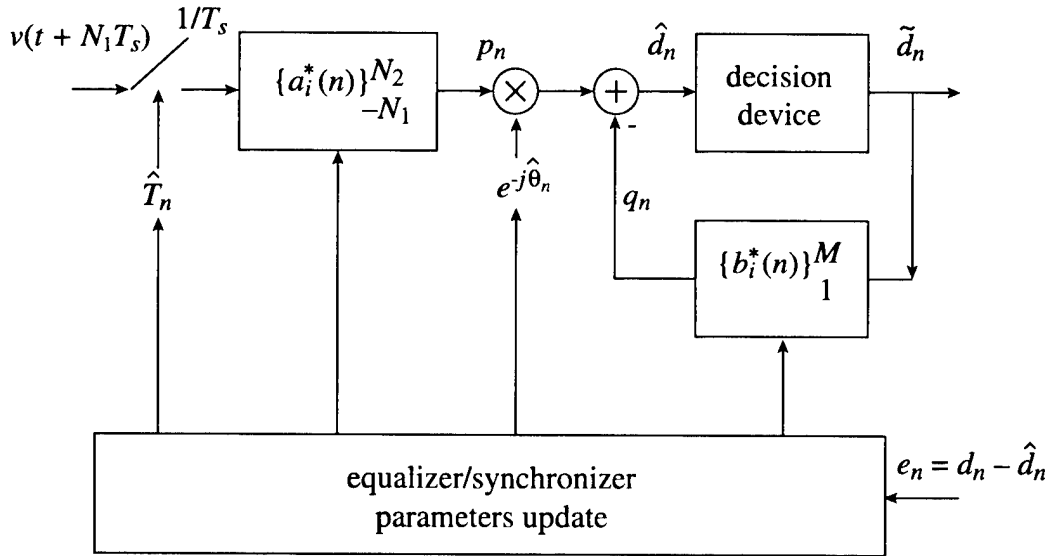 v(t + N₁Tₛ)
1/Tₛ
{aᵢ*(n)}
N₂
−N₁
pₙ
×
+
-
d̂ₙ
decision
device
d̃ₙ
T̂ₙ
e^{-jθ̂ₙ}
qₙ
{bᵢ*(n)}
M
1
equalizer/synchronizer
parameters update
eₙ = dₙ − d̂ₙ